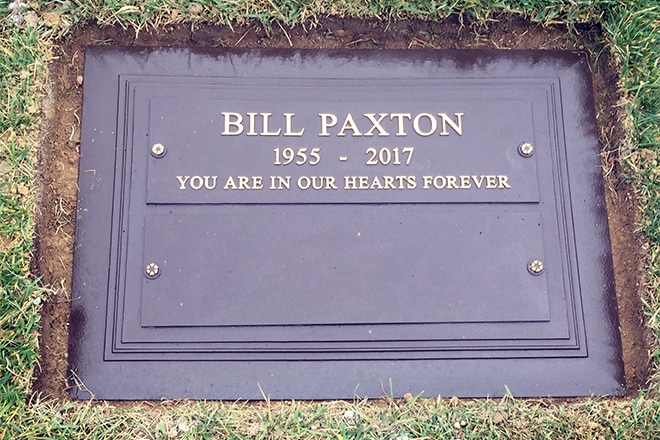 BILL PAXTON
1955 - 2017
YOU ARE IN OUR HEARTS FOREVER